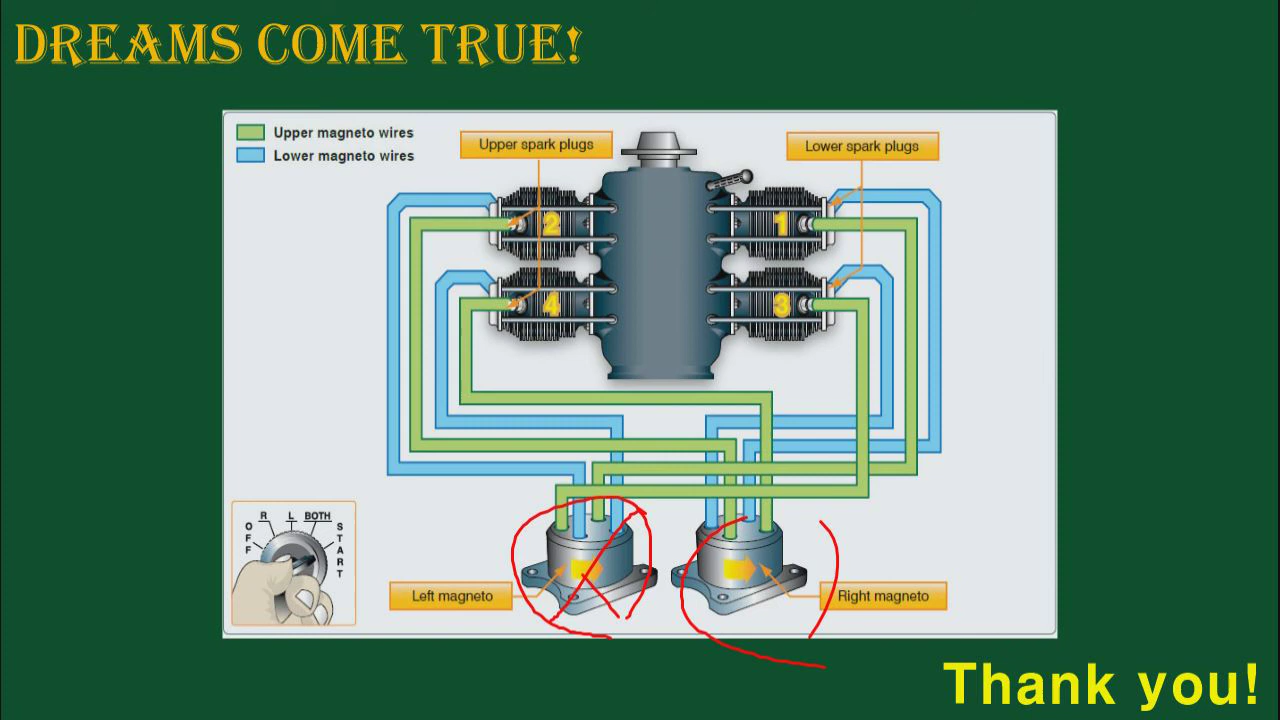 DREAMS COME TRUE!
Upper magneto wires
Lower magneto wires
Upper spark plugs
Lower spark plugs
2
1
4
3
OFF
R
L
BOTH
START
Left magneto
Right magneto
Thank you!